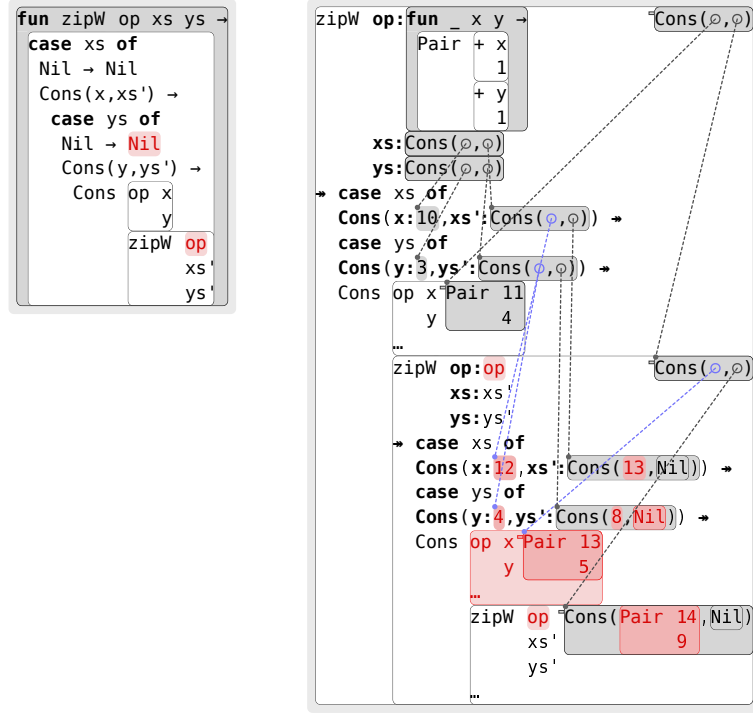 fun zipW op xs ys →
case xs of
Nil → Nil
Cons(x,xs') →
case ys of
Nil → Nil
Cons(y,ys') →
Cons op x
y
zipW op
xs'
ys'
zipW op:fun _ x y → ⁼Cons(○,○)
Pair + x
1
+ y
1
xs:Cons(○,○)
ys:Cons(○,○)
↠ case xs of
Cons(x:10,xs':Cons(○,○)) ↠
case ys of
Cons(y:3,ys':Cons(○,○)) ↠
Cons op x⁼Pair 11
y 4
…
zipW op:op ⁼Cons(○,○)
xs:xs'
ys:ys'
↠ case xs of
Cons(x:12,xs':Cons(13,Nil)) ↠
case ys of
Cons(y:4,ys':Cons(8,Nil)) ↠
Cons op x⁼Pair 13
y 5
…
zipW op ⁼Cons(Pair 14,Nil)
xs' 9
ys'
…